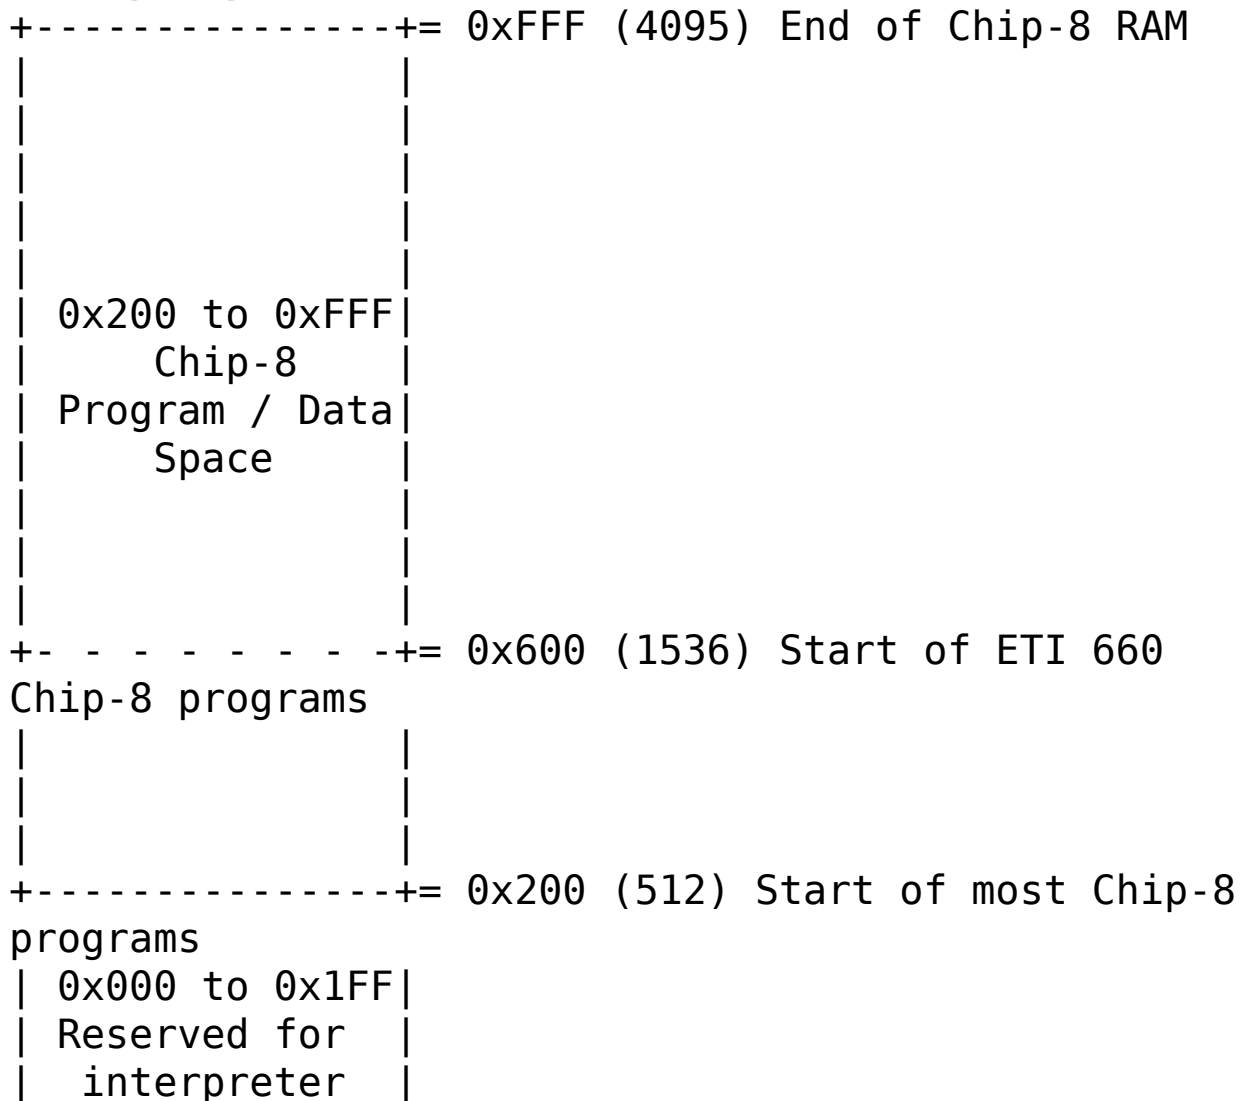 +---------------+= 0xFFF (4095) End of Chip-8 RAM
|               |
|               |
|               |
|               |
|               |
| 0x200 to 0xFFF|
|     Chip-8    |
| Program / Data|
|     Space     |
|               |
|               |
|               |
+- - - - - - - -+= 0x600 (1536) Start of ETI 660
Chip-8 programs
|               |
|               |
|               |
+---------------+= 0x200 (512) Start of most Chip-8
programs
| 0x000 to 0x1FF|
| Reserved for  |
|  interpreter  |